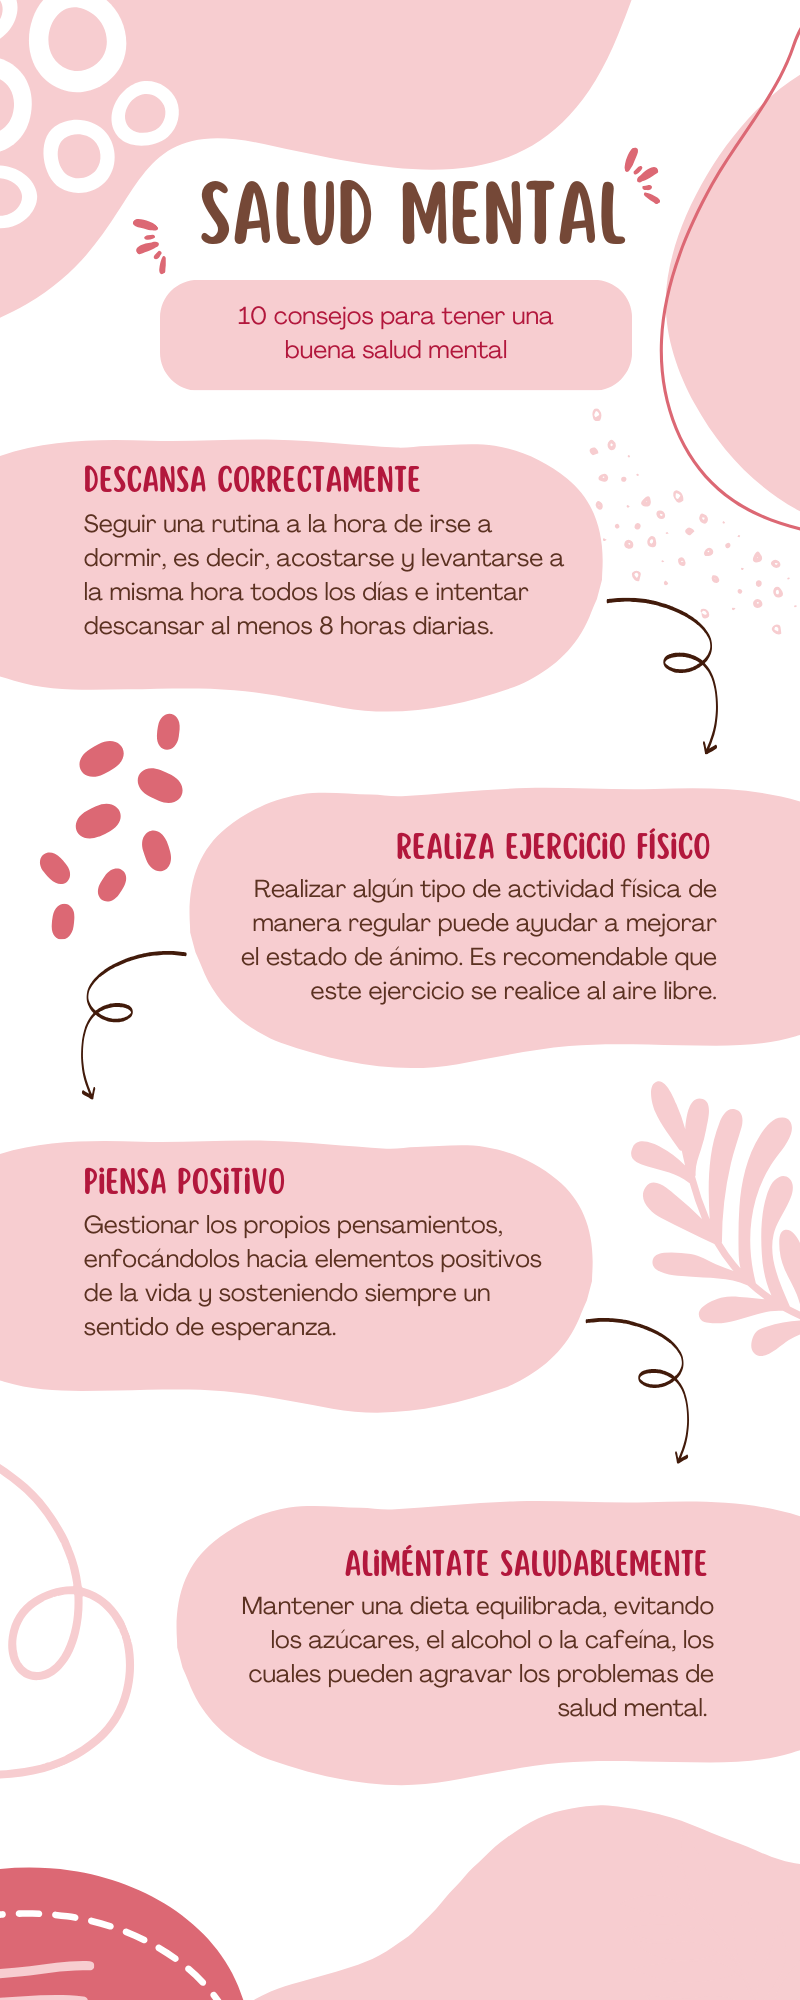 SALUD MENTAL
10 consejos para tener una
buena salud mental
DESCANSA CORRECTAMENTE
Seguir una rutina a la hora de irse a
dormir, es decir, acostarse y levantarse a
la misma hora todos los días e intentar
descansar al menos 8 horas diarias.
REALIZA EJERCICIO FÍSICO
Realizar algún tipo de actividad física de
manera regular puede ayudar a mejorar
el estado de ánimo. Es recomendable que
este ejercicio se realice al aire libre.
PIENSA POSITIVO
Gestionar los propios pensamientos,
enfocándolos hacia elementos positivos
de la vida y sosteniendo siempre un
sentido de esperanza.
ALIMÉNTATE SALUDABLEMENTE
Mantener una dieta equilibrada, evitando
los azúcares, el alcohol o la cafeína, los
cuales pueden agravar los problemas de
salud mental.